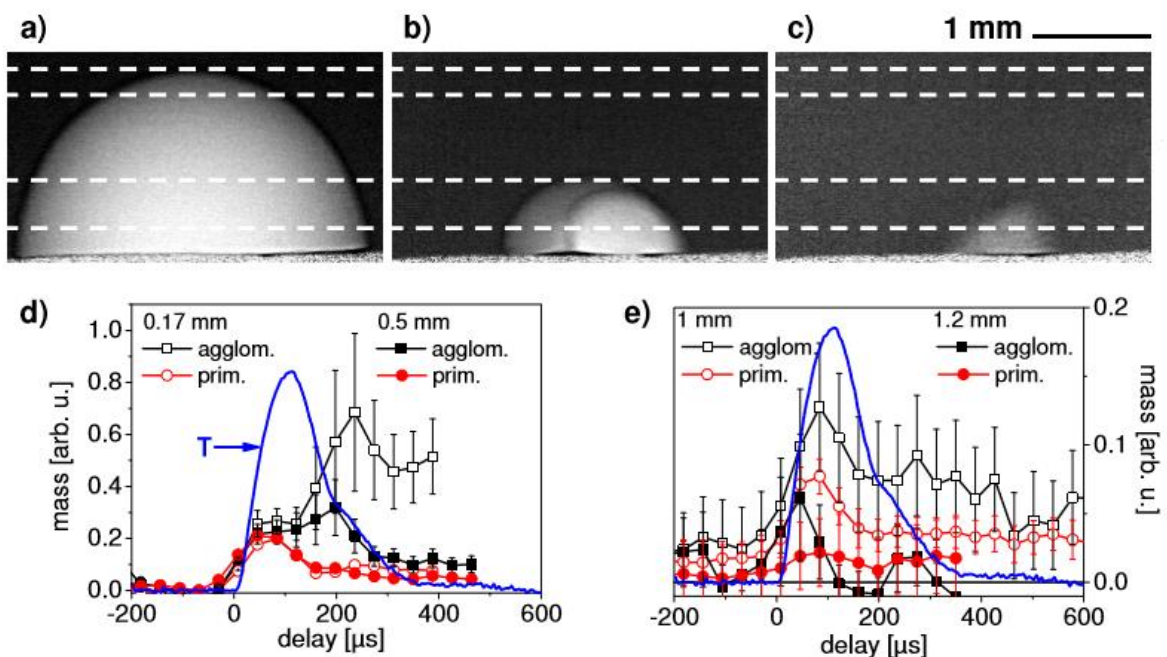 a)
b)
c)
1 mm
d)
0.17 mm
0.5 mm
agglom.
agglom.
prim.
prim.
T
mass [arb. u.]
1.0
0.8
0.6
0.4
0.2
0.0
-200
0
200
400
600
delay [µs]
e)
1 mm
1.2 mm
agglom.
agglom.
prim.
prim.
0.2
0.1
0.0
mass [arb. u.]
-200
0
200
400
600
delay [µs]